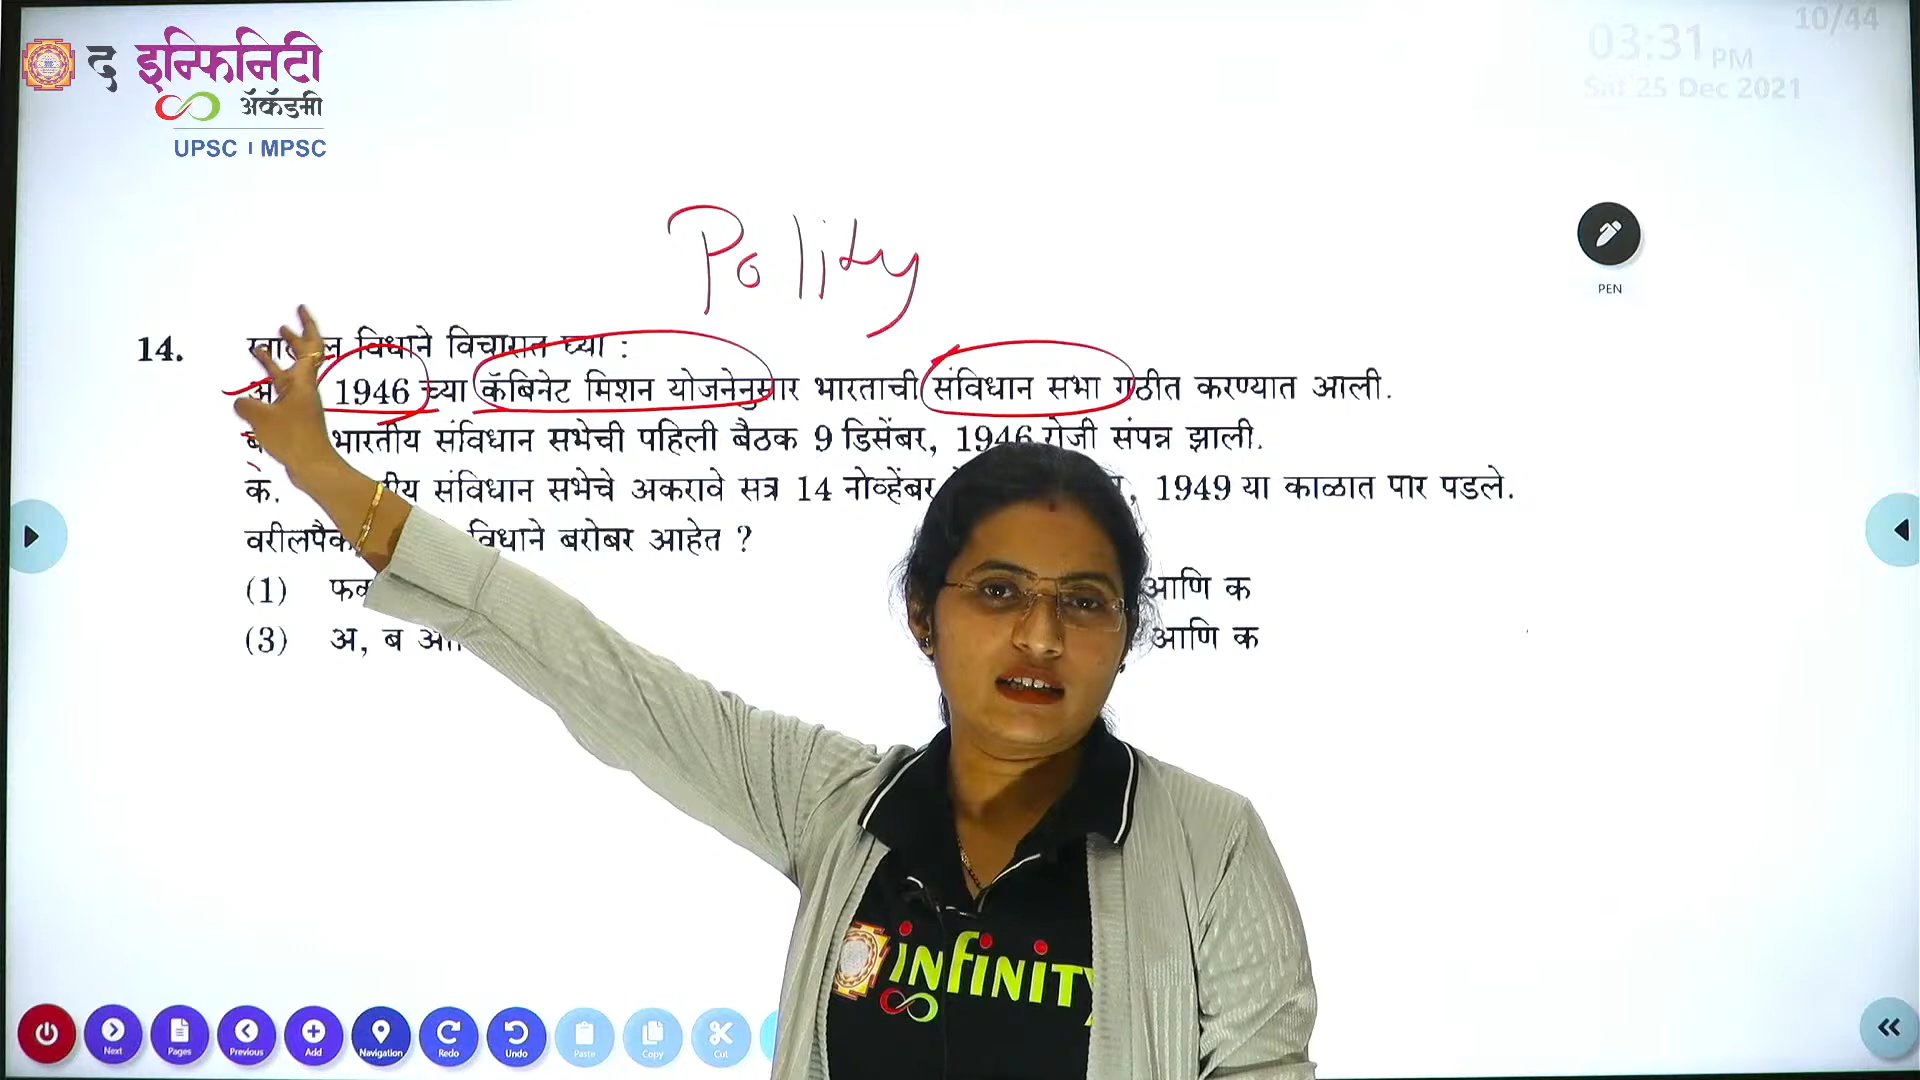 द इन्फिनिटी
ॲकॅडमी
UPSC | MPSC
10/44
03:31 PM
Sat 25 Dec 2021
Polity
PEN
14. विधाने विचारात घ्या :
अ 1946 च्या कॅबिनेट मिशन योजनेनुसार भारताची संविधान सभा गठीत करण्यात आली.
ब भारतीय संविधान सभेची पहिली बैठक 9 डिसेंबर, 1946 रोजी संपन्न झाली.
क. संविधान सभेचे अकरावे सत्र 14 नोव्हेंबर , 1949 या काळात पार पडले.
विधाने बरोबर आहेत ?
(1) आणि क
(3) अ, ब आणि क
iNFiNiTY
Next
Pages
Previous
Add
Navigation
Redo
Undo
Paste
Copy
Cut